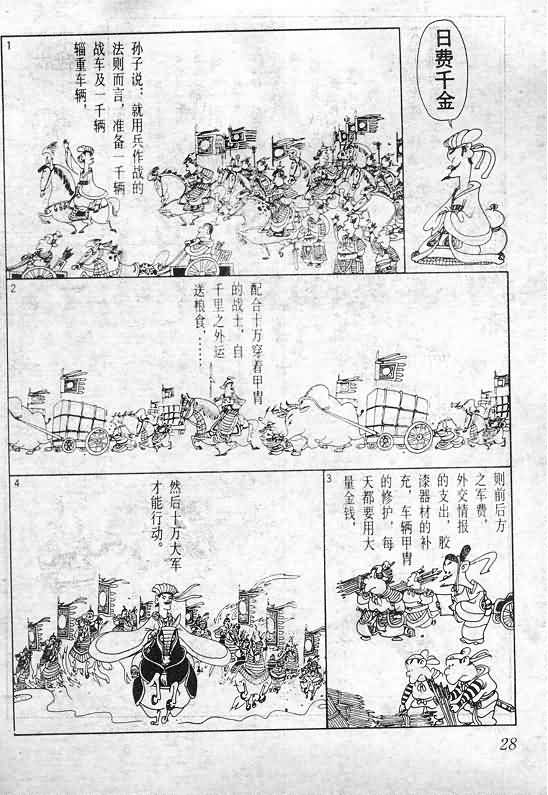 日费千金
1
孙子说：就用兵作战的
法则而言，准备一千辆
战车及一千辆
辎重车辆，
2
配合十万穿着甲胄
的战士，自
千里之外运
送粮食……
3
则前后方
之军费，
外交情报
的支出，胶
漆器材的补
充，车辆甲胄
的修护，每
天都要用大
量金钱，
4
然后十万大军
才能行动。
28